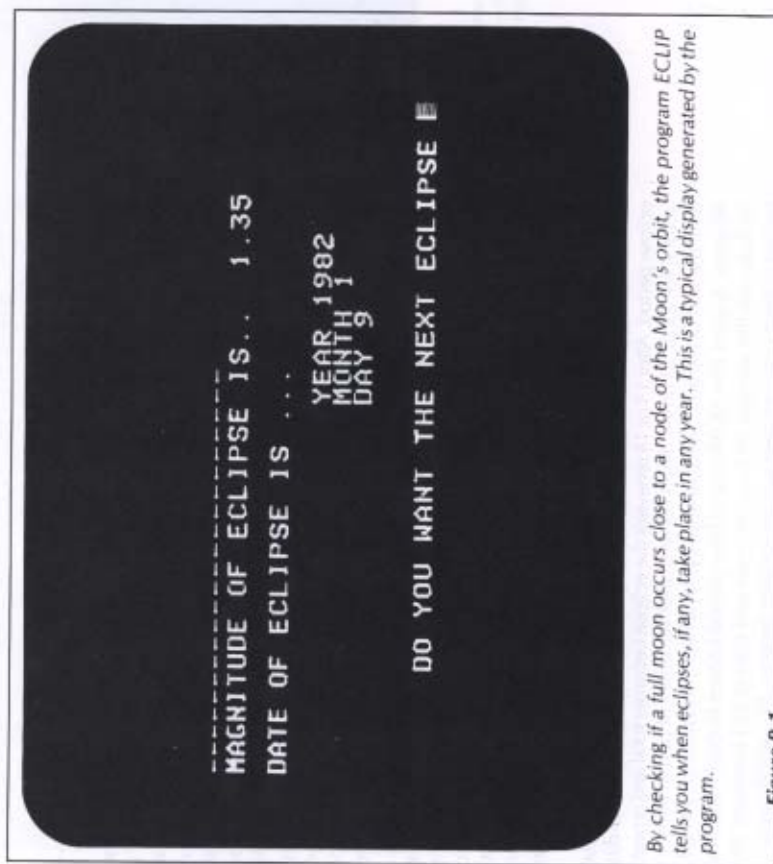 --------------------------
MAGNITUDE OF ECLIPSE IS.. 1.35
DATE OF ECLIPSE IS ...
YEAR 1982
MONTH 1
DAY 9
DO YOU WANT THE NEXT ECLIPSE
By checking if a full moon occurs close to a node of the Moon's orbit, the program ECLIP
tells you when eclipses, if any, take place in any year. This is a typical display generated by the
program.